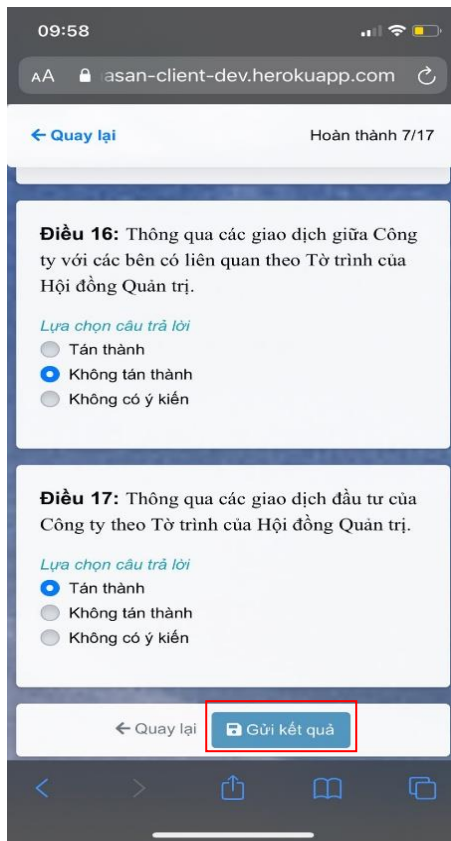 09:58
AA asan-client-dev.herokuapp.com
← Quay lại Hoàn thành 7/17
Điều 16: Thông qua các giao dịch giữa Công
ty với các bên có liên quan theo Tờ trình của
Hội đồng Quản trị.
Lựa chọn câu trả lời
Tán thành
Không tán thành
Không có ý kiến
Điều 17: Thông qua các giao dịch đầu tư của
Công ty theo Tờ trình của Hội đồng Quản trị.
Lựa chọn câu trả lời
Tán thành
Không tán thành
Không có ý kiến
← Quay lại Gửi kết quả